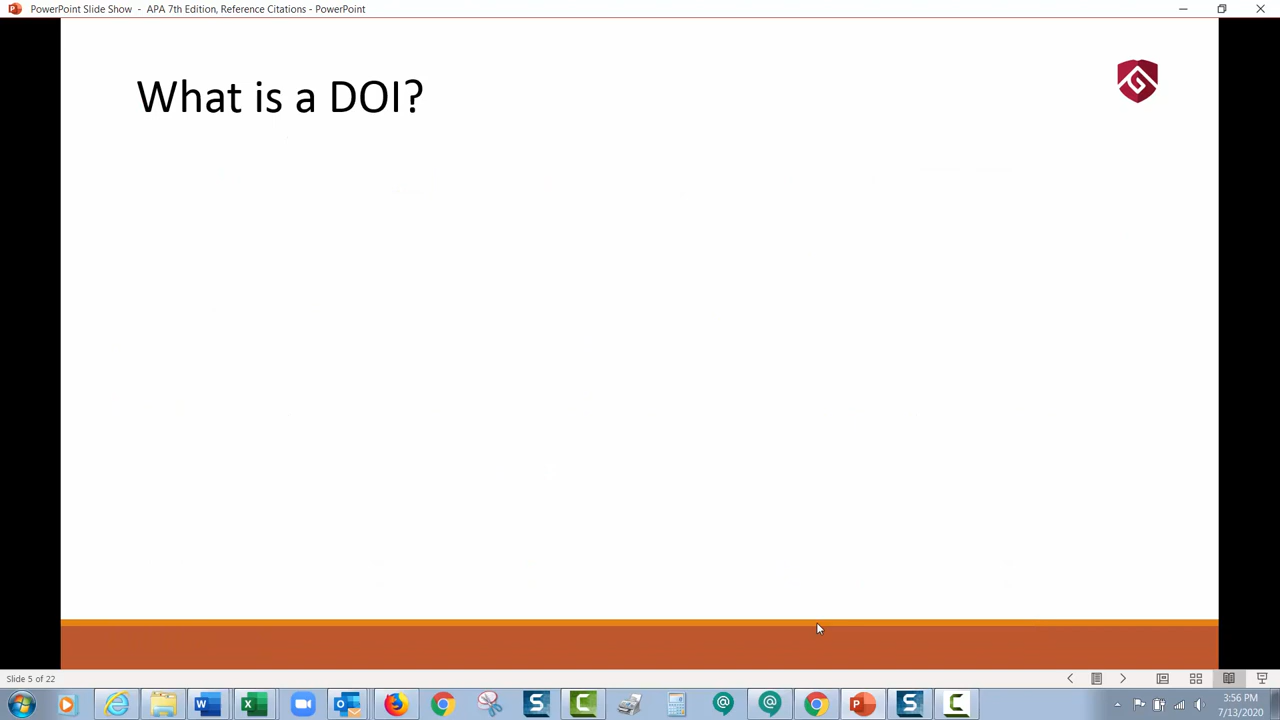 PowerPoint Slide Show - APA 7th Edition, Reference Citations - PowerPoint
What is a DOI?
Slide 5 of 22
3:56 PM
7/13/2020